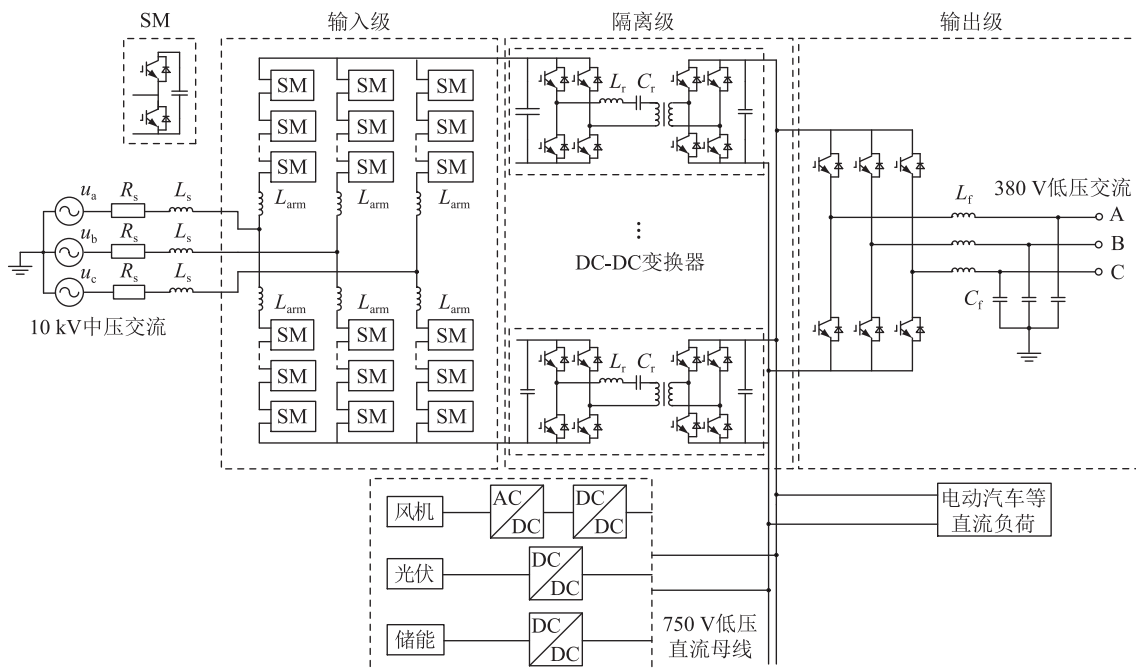 SM
输入级
隔离级
输出级
SM SM SM
SM SM SM
SM SM SM
L_arm L_arm L_arm
u_a R_s L_s
u_b R_s L_s
u_c R_s L_s
10 kV中压交流
L_arm L_arm L_arm
SM SM SM
SM SM SM
SM SM SM
L_r C_r
⋮
DC-DC变换器
L_r C_r
L_f
380 V低压交流
A
B
C
C_f
风机
AC
DC
DC
DC
光伏
DC
DC
储能
DC
DC
750 V低压
直流母线
电动汽车等
直流负荷